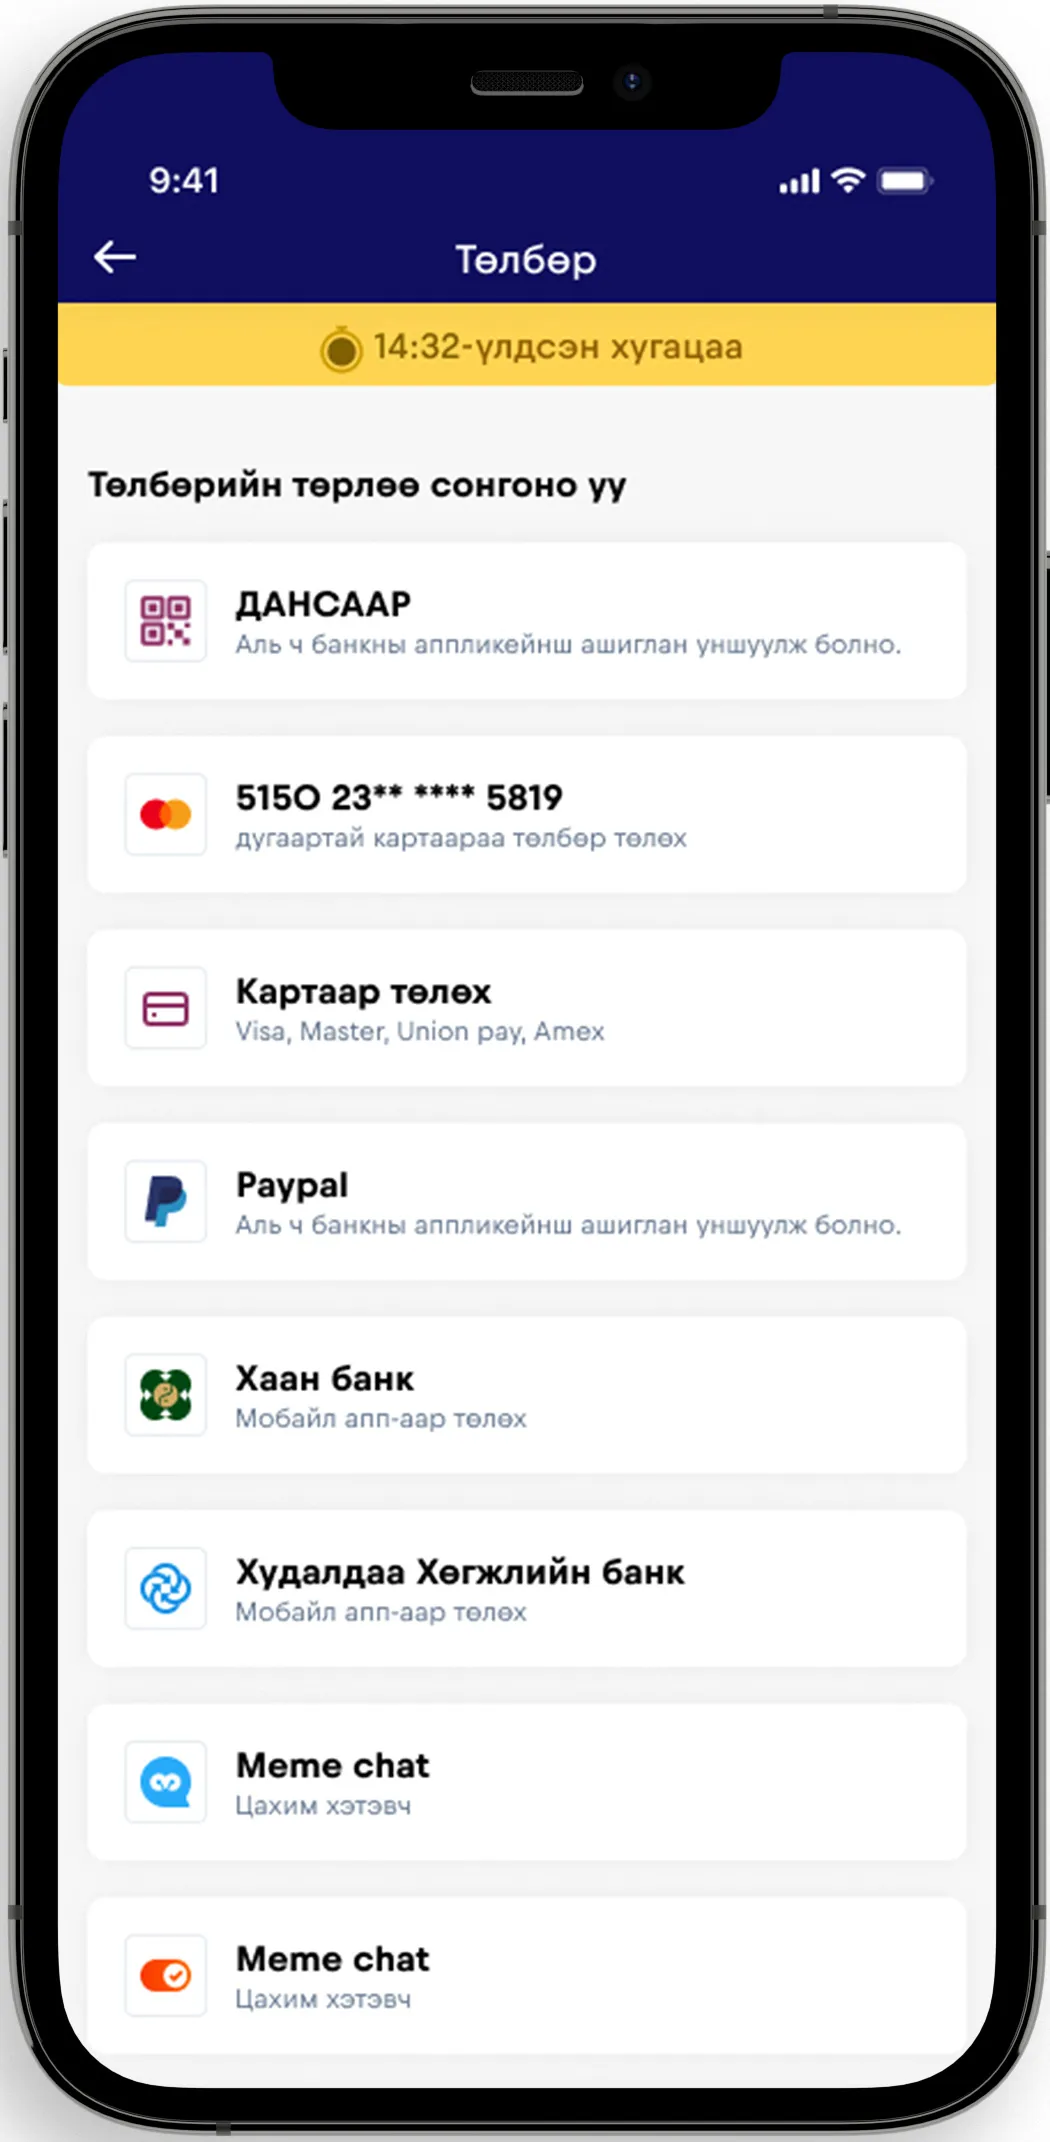 9:41
Төлбөр
14:32-үлдсэн хугацаа
Төлбөрийн төрлөө сонгоно уу
ДАНСААР
Аль ч банкны аппликейнш ашиглан уншуулж болно.
5150 23** **** 5819
дугаартай картаараа төлбөр төлөх
Картаар төлөх
Visa, Master, Union pay, Amex
Paypal
Аль ч банкны аппликейнш ашиглан уншуулж болно.
Хаан банк
Мобайл апп-аар төлөх
Худалдаа Хөгжлийн банк
Мобайл апп-аар төлөх
Meme chat
Цахим хэтэвч
Meme chat
Цахим хэтэвч